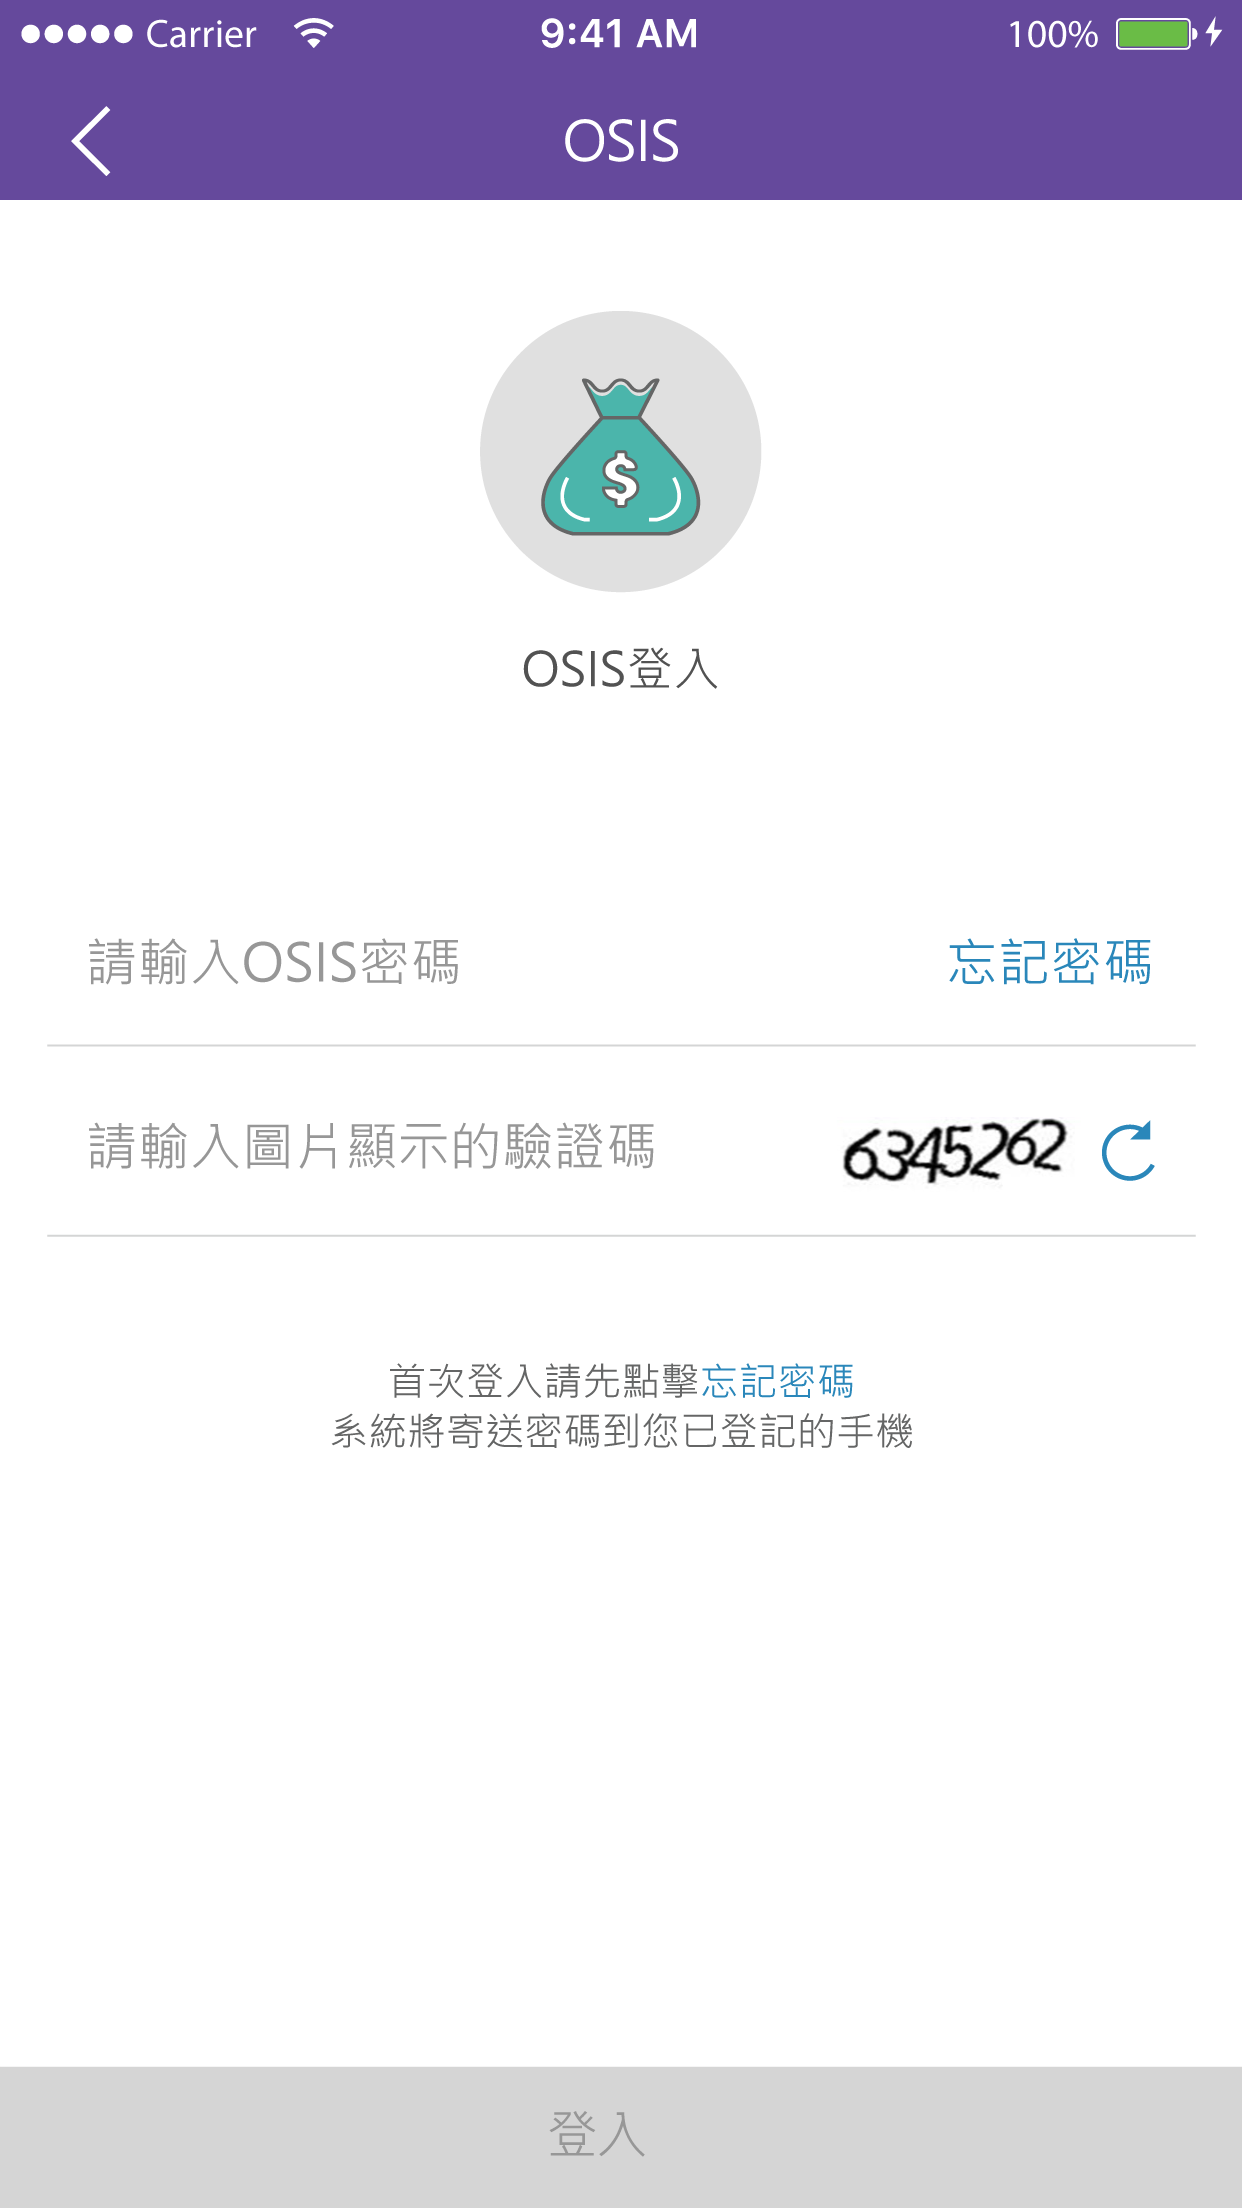 Carrier 9:41 AM 100%
OSIS
$
OSIS登入
請輸入OSIS密碼 忘記密碼
請輸入圖片顯示的驗證碼 6345262
首次登入請先點擊忘記密碼
系統將寄送密碼到您已登記的手機
登入